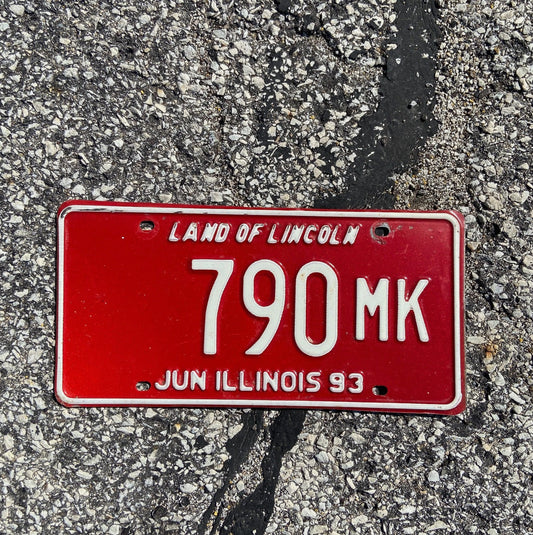 LAND OF LINCOLN
790 MK
JUN ILLINOIS 93